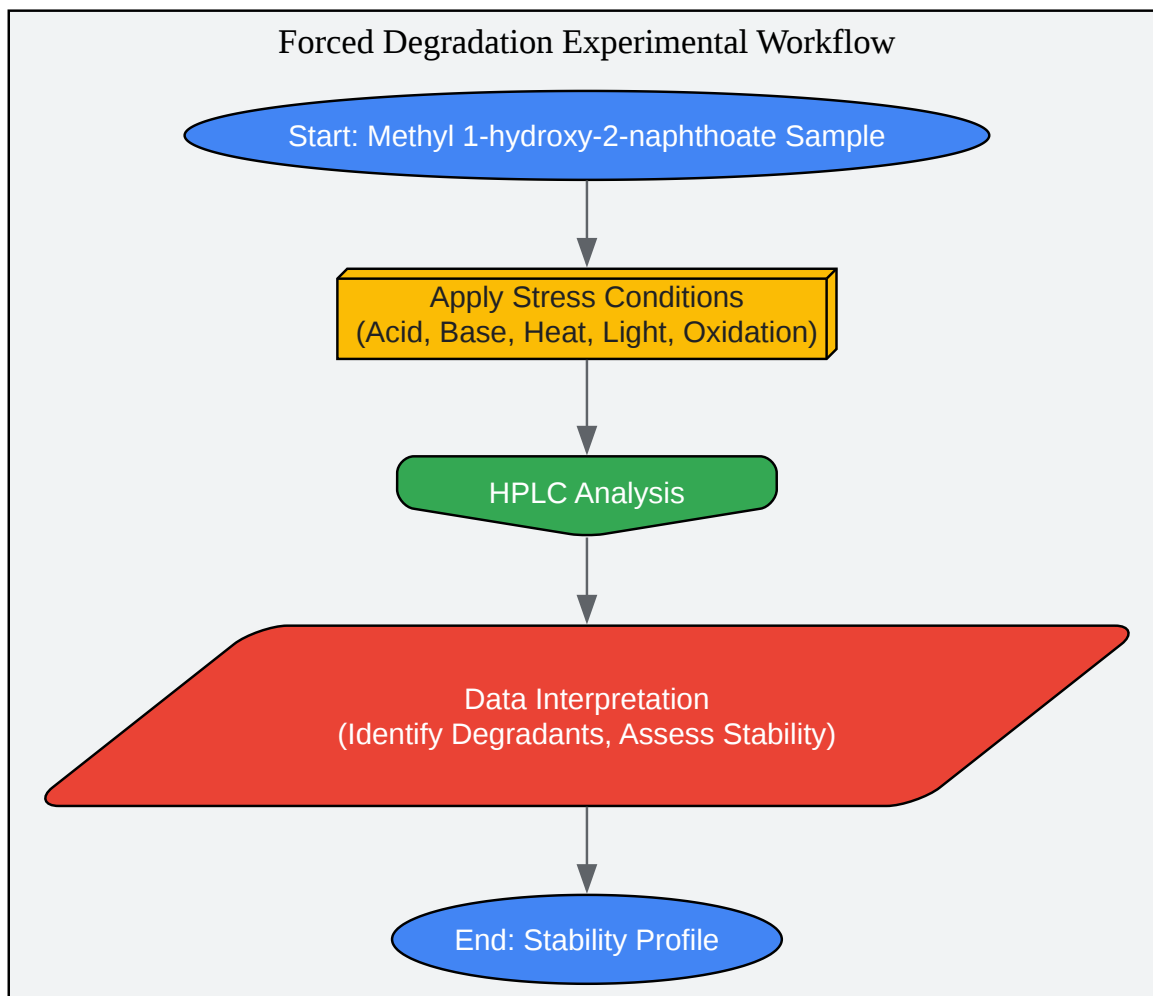 Forced Degradation Experimental Workflow
Start: Methyl 1-hydroxy-2-naphthoate Sample
Apply Stress Conditions
(Acid, Base, Heat, Light, Oxidation)
HPLC Analysis
Data Interpretation
(Identify Degradants, Assess Stability)
End: Stability Profile